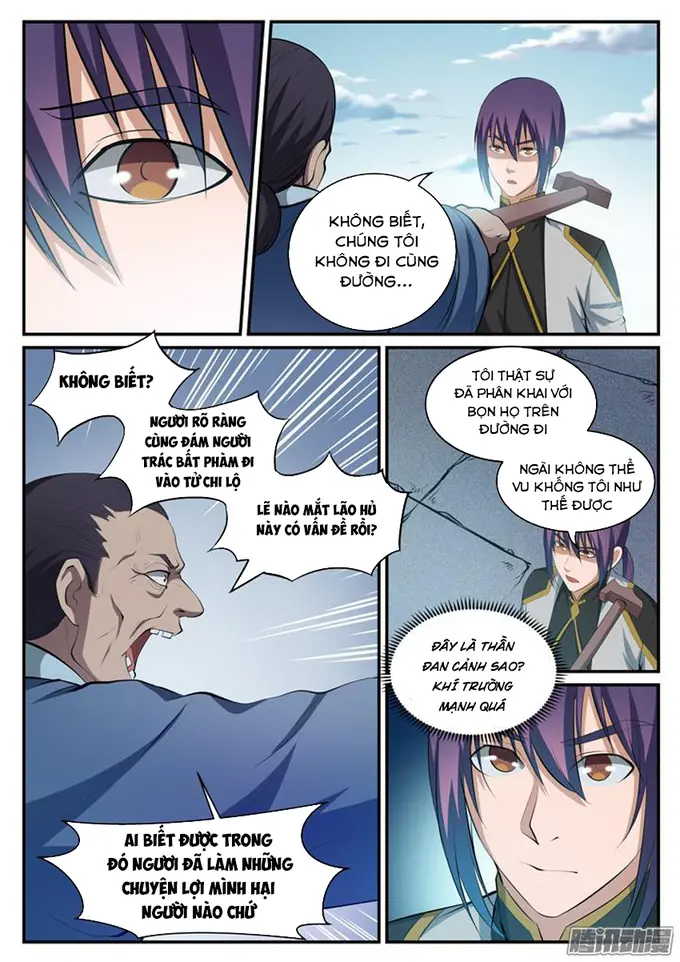 KHÔNG BIẾT,
CHÚNG TÔI
KHÔNG ĐI CÙNG
ĐƯỜNG...
KHÔNG BIẾT?
NGƯƠI RÕ RÀNG
CÙNG ĐÁM NGƯỜI
TRÁC BẤT PHÀM ĐI
VÀO TỬ CHI LỘ
LẼ NÀO MẮT LÃO HỦ
NÀY CÓ VẤN ĐỀ RỒI?
AI BIẾT ĐƯỢC TRONG
ĐÓ NGƯƠI ĐÃ LÀM NHỮNG
CHUYỆN LỢI MÌNH HẠI
NGƯỜI NÀO CHỨ
TÔI THẬT SỰ
ĐÃ PHÂN KHAI VỚI
BỌN HỌ TRÊN
ĐƯỜNG ĐI
NGÀI KHÔNG THỂ
VU KHỐNG TÔI NHƯ
THẾ ĐƯỢC
ĐÂY LÀ THẦN
ĐAN CẢNH SAO?
KHÍ TRƯỜNG
MẠNH QUÁ
腾讯动漫